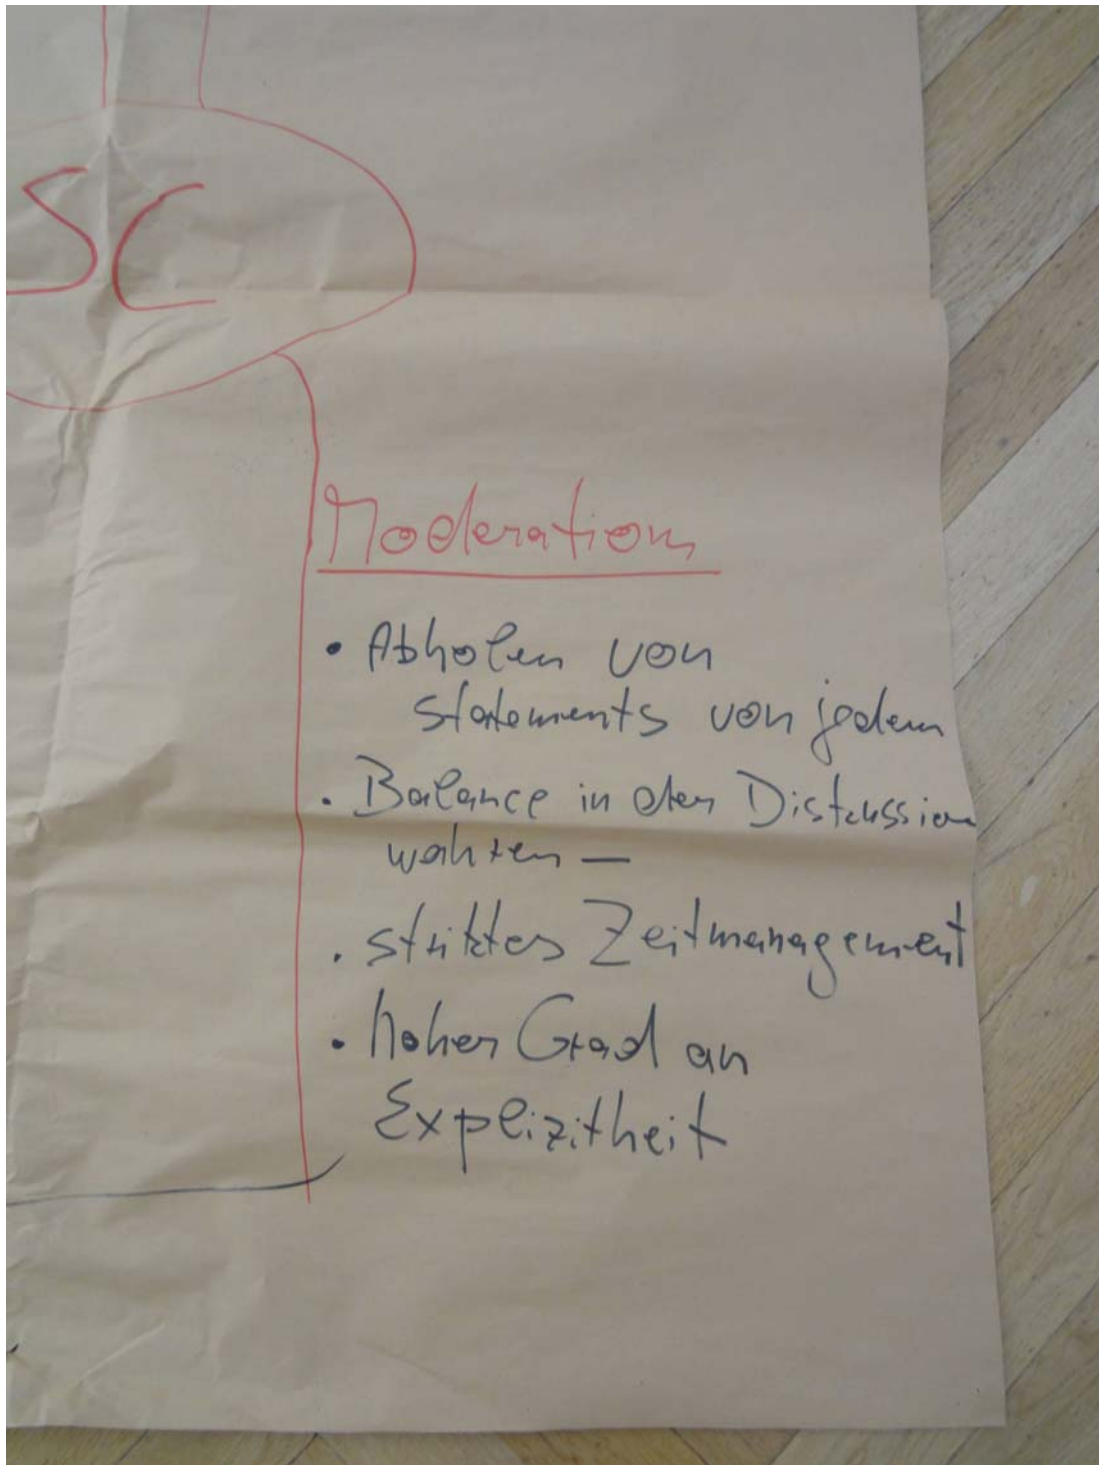 SC
Moderation
• Abholen von
statements von jedem
• Balance in der Diskussion
wahren –
• striktes Zeitmanagement
• hoher Grad an
Explizitheit